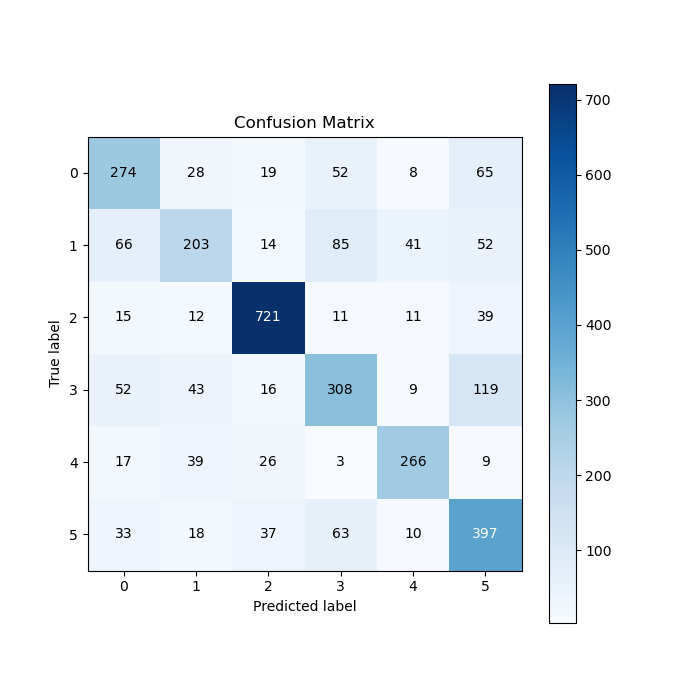 Confusion Matrix
True label
0 274 28 19 52 8 65
1 66 203 14 85 41 52
2 15 12 721 11 11 39
3 52 43 16 308 9 119
4 17 39 26 3 266 9
5 33 18 37 63 10 397
0 1 2 3 4 5
Predicted label
700
600
500
400
300
200
100